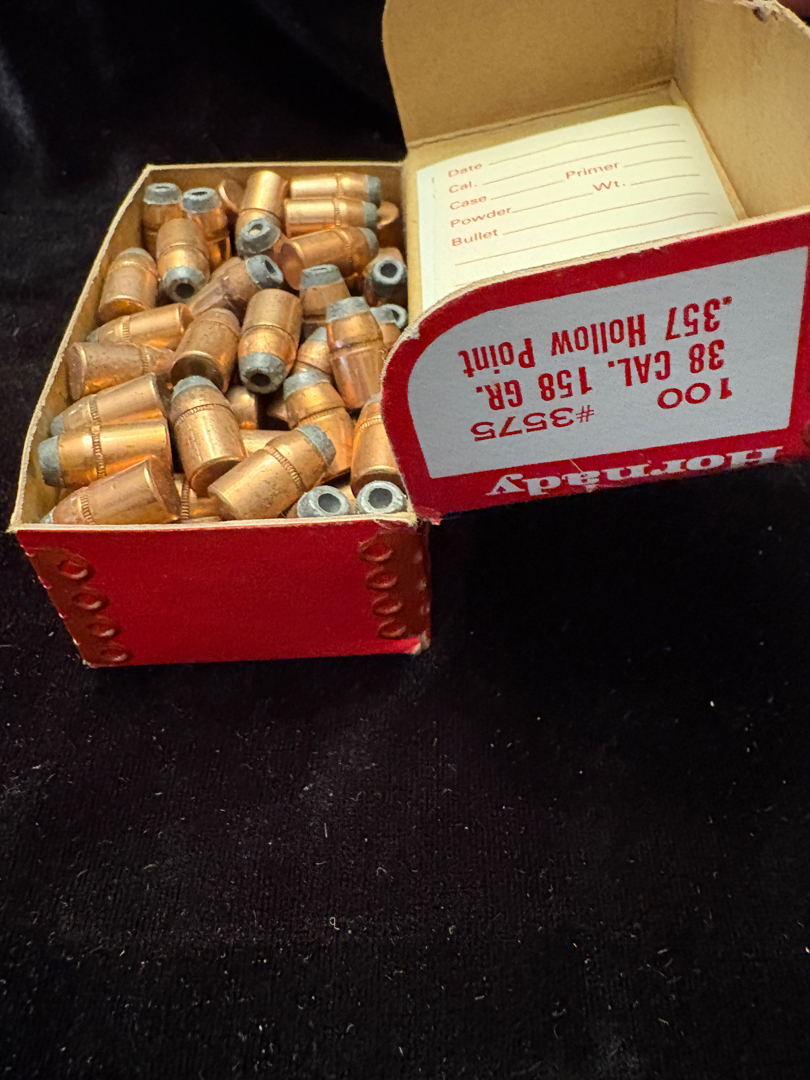 Date
Cal. Primer
Case Wt.
Powder
Bullet
Hornady
100 #3575
38 CAL. 158 GR.
.357 Hollow Point